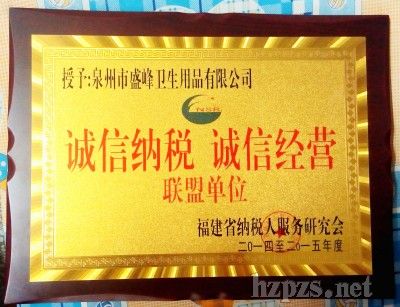 授予:泉州市盛峰卫生用品有限公司
诚信纳税 诚信经营
联盟单位
福建省纳税人服务研究会
二〇一四至二〇一五年度
hzpzs.net